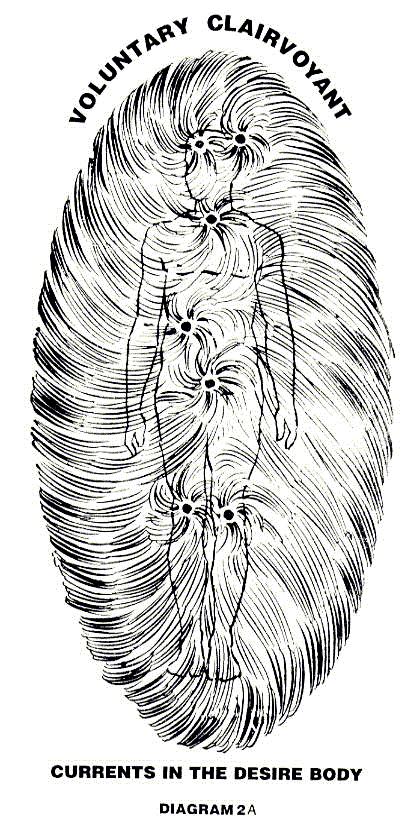 VOLUNTARY CLAIRVOYANT
CURRENTS IN THE DESIRE BODY
DIAGRAM 2A